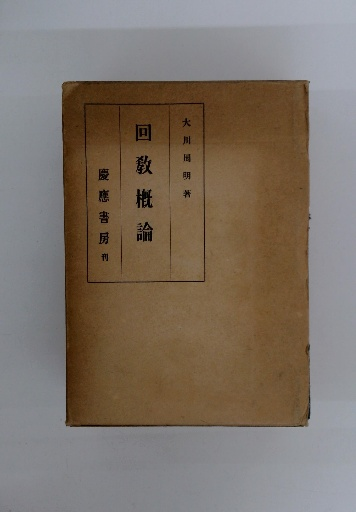 大川周明著
回教概論
慶應書房 刊